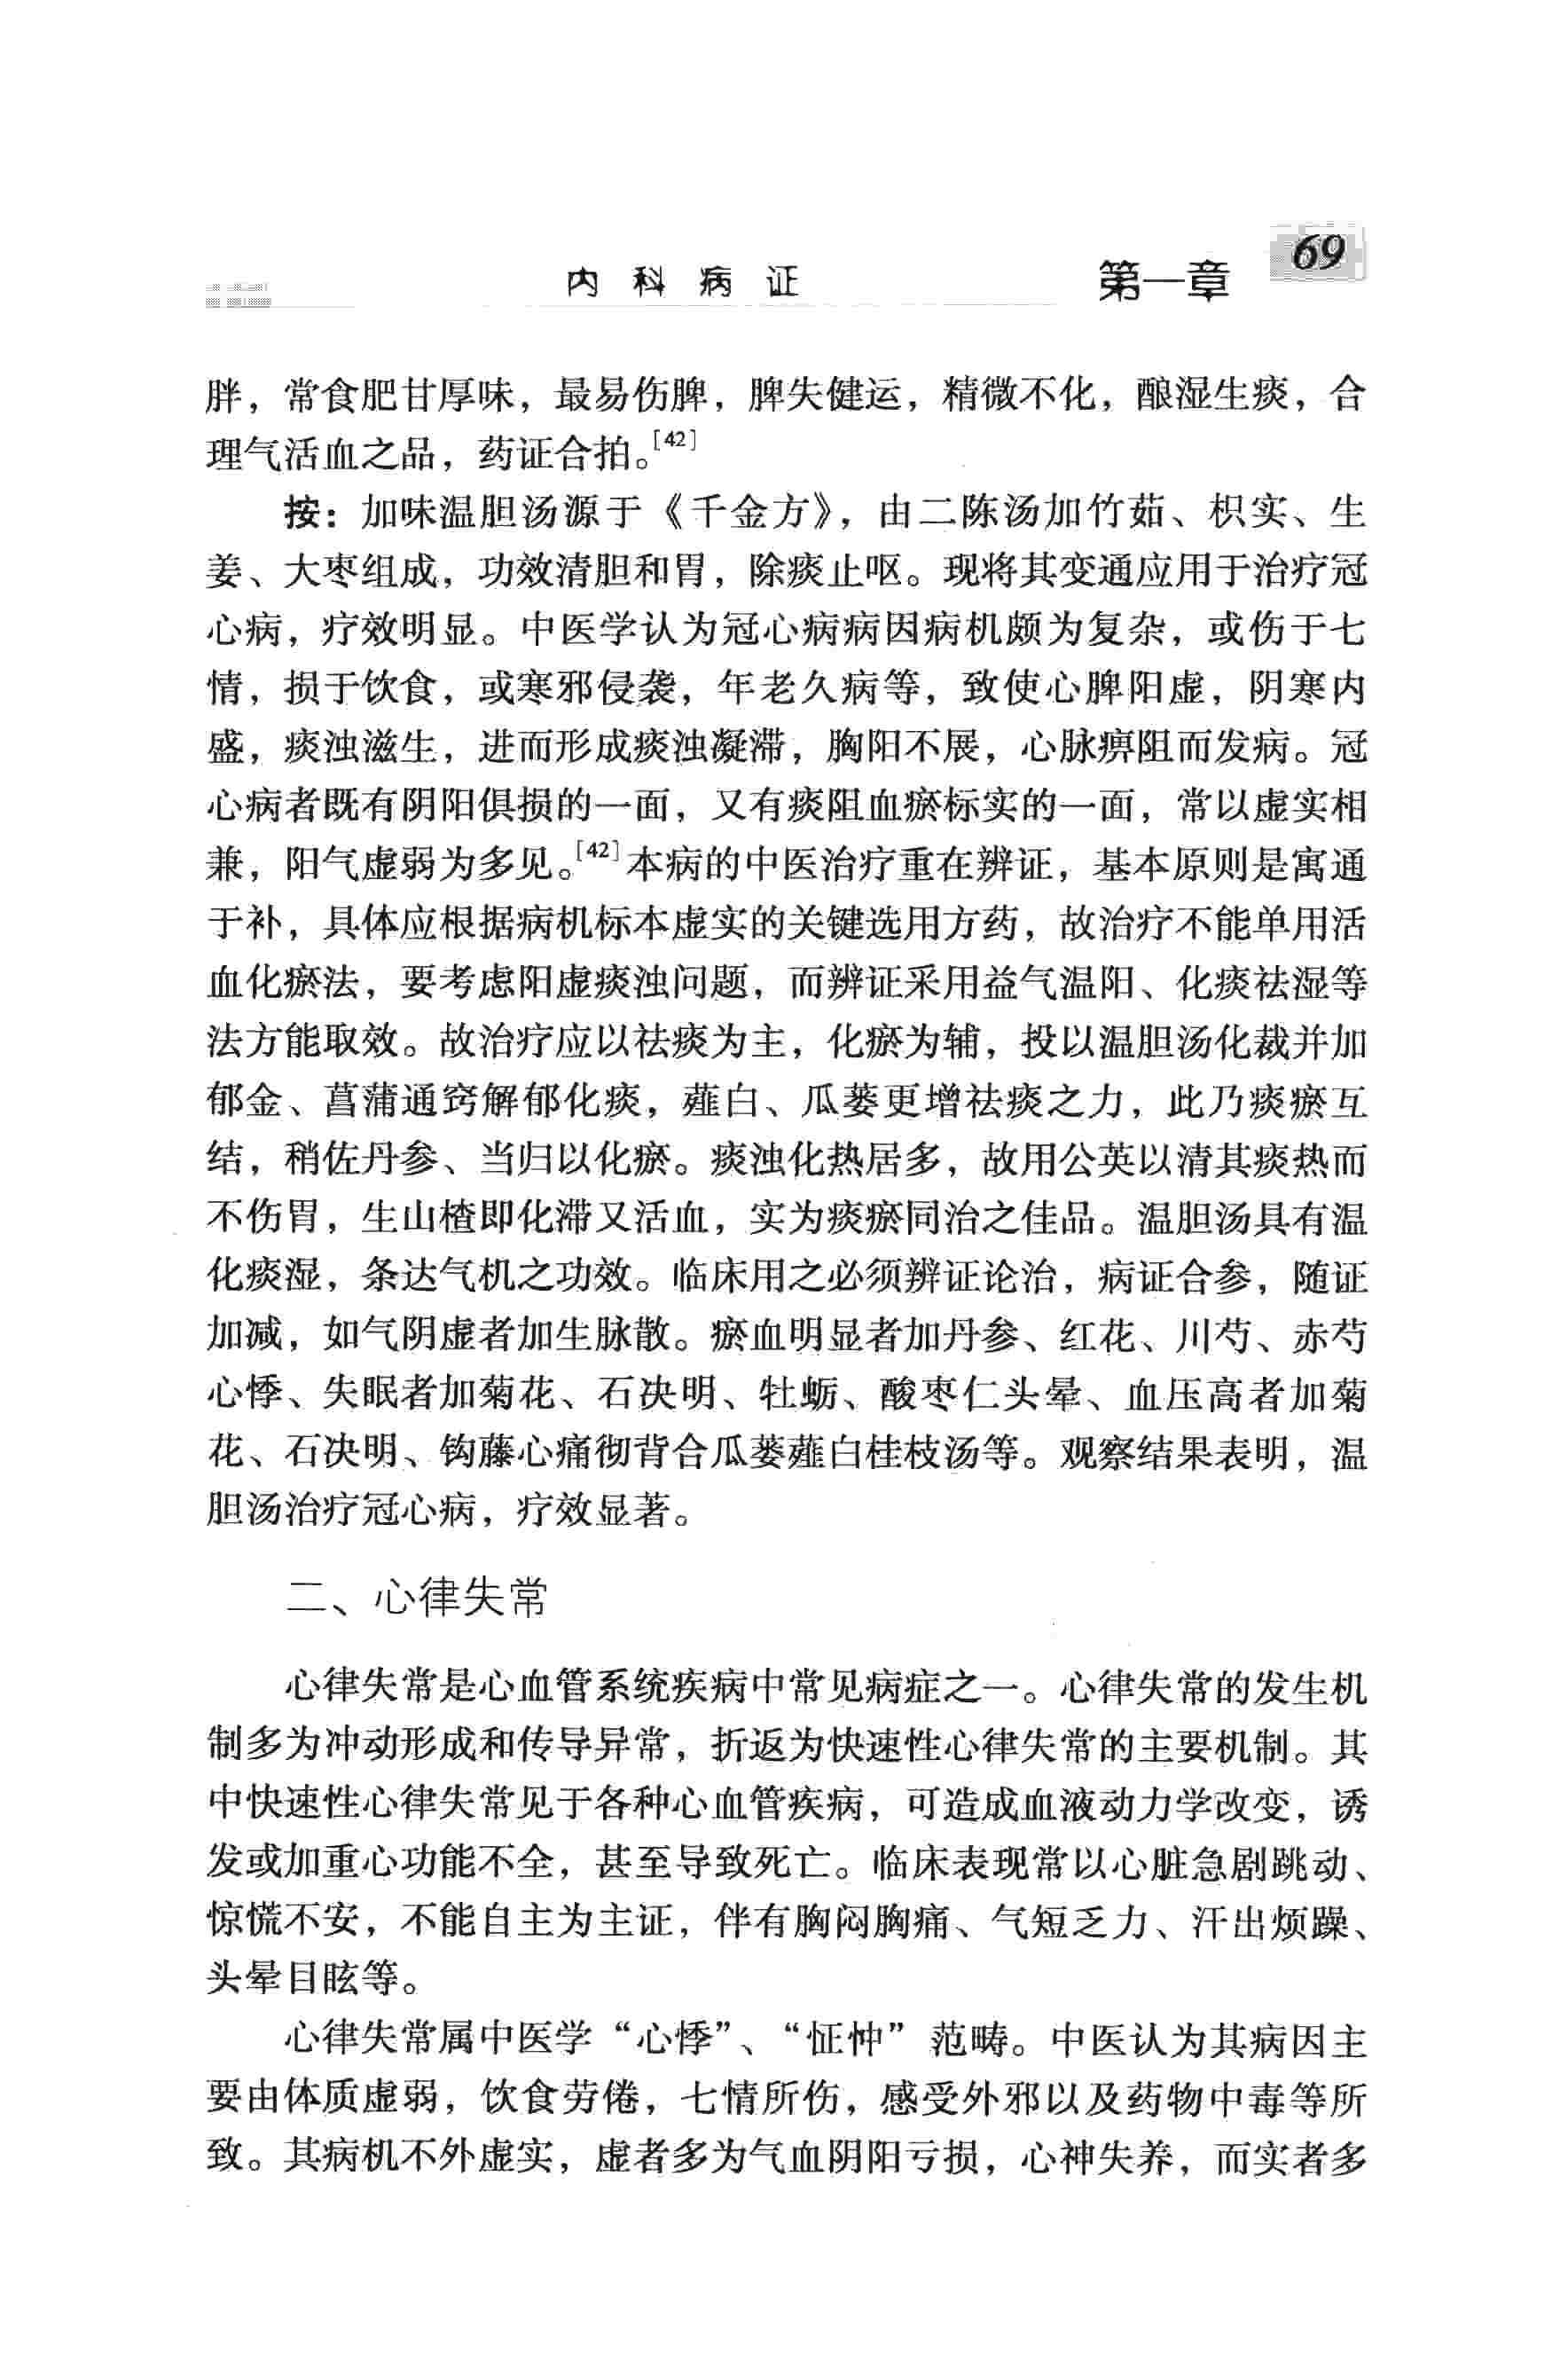 内科病证
第一章
69
胖，常食肥甘厚味，最易伤脾，脾失健运，精微不化，酿湿生痰，合
理气活血之品，药证合拍。[42]
按：加味温胆汤源于《千金方》，由二陈汤加竹茹、枳实、生
姜、大枣组成，功效清胆和胃，除痰止呕。现将其变通应用于治疗冠
心病，疗效明显。中医学认为冠心病病因病机颇为复杂，或伤于七
情，损于饮食，或寒邪侵袭，年老久病等，致使心脾阳虚，阴寒内
盛，痰浊滋生，进而形成痰浊凝滞，胸阳不展，心脉痹阻而发病。冠
心病者既有阴阳俱损的一面，又有痰阻血瘀标实的一面，常以虚实相
兼，阳气虚弱为多见。[42]本病的中医治疗重在辨证，基本原则是寓通
于补，具体应根据病机标本虚实的关键选用方药，故治疗不能单用活
血化瘀法，要考虑阳虚痰浊问题，而辨证采用益气温阳、化痰祛湿等
法方能取效。故治疗应以祛痰为主，化瘀为辅，投以温胆汤化裁并加
郁金、菖蒲通窍解郁化痰，薤白、瓜蒌更增祛痰之力，此乃痰瘀互
结，稍佐丹参、当归以化瘀。痰浊化热居多，故用公英以清其痰热而
不伤胃，生山楂即化滞又活血，实为痰瘀同治之佳品。温胆汤具有温
化痰湿，条达气机之功效。临床用之必须辨证论治，病证合参，随证
加减，如气阴虚者加生脉散。瘀血明显者加丹参、红花、川芎、赤芍
心悸、失眠者加菊花、石决明、牡蛎、酸枣仁头晕、血压高者加菊
花、石决明、钩藤心痛彻背合瓜蒌薤白桂枝汤等。观察结果表明，温
胆汤治疗冠心病，疗效显著。
二、心律失常
心律失常是心血管系统疾病中常见病症之一。心律失常的发生机
制多为冲动形成和传导异常，折返为快速性心律失常的主要机制。其
中快速性心律失常见于各种心血管疾病，可造成血液动力学改变，诱
发或加重心功能不全，甚至导致死亡。临床表现常以心脏急剧跳动、
惊慌不安，不能自主为主证，伴有胸闷胸痛、气短乏力、汗出烦躁、
头晕目眩等。
心律失常属中医学“心悸”、“怔忡”范畴。中医认为其病因主
要由体质虚弱，饮食劳倦，七情所伤，感受外邪以及药物中毒等所
致。其病机不外虚实，虚者多为气血阴阳亏损，心神失养，而实者多